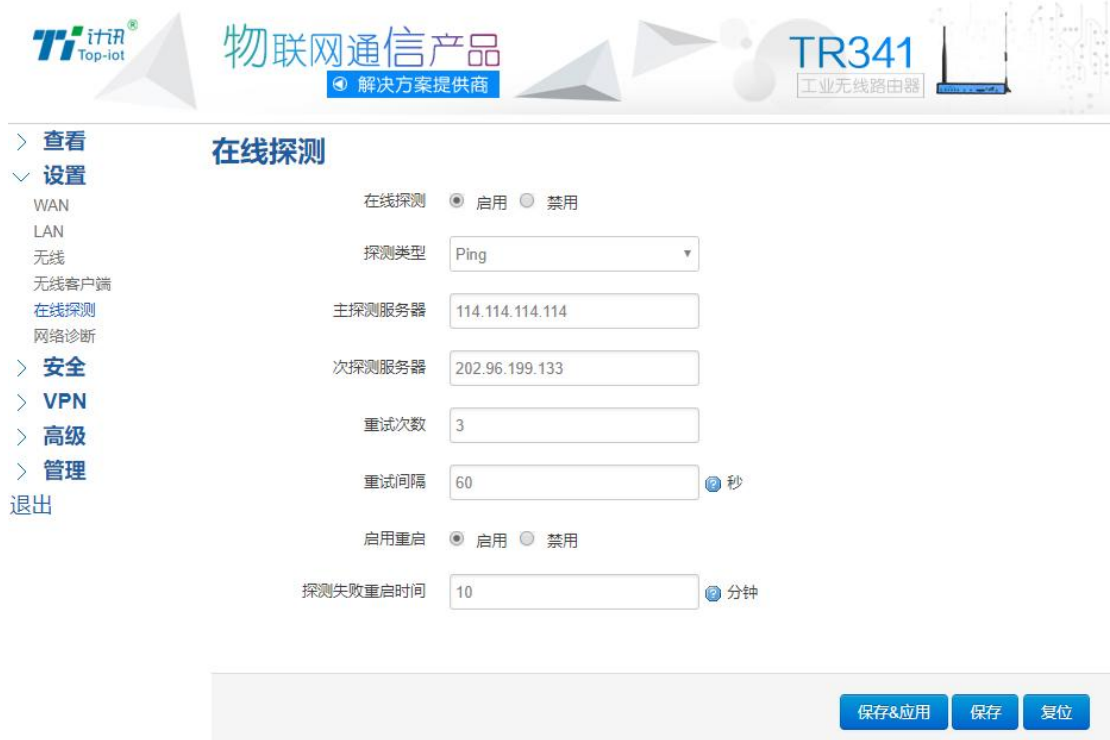 Ti 计讯®
Top-iot
物联网通信产品
解决方案提供商
TR341
工业无线路由器
查看
设置
WAN
LAN
无线
无线客户端
在线探测
网络诊断
安全
VPN
高级
管理
退出
在线探测
在线探测 启用 禁用
探测类型 Ping
主探测服务器 114.114.114.114
次探测服务器 202.96.199.133
重试次数 3
重试间隔 60 秒
启用重启 启用 禁用
探测失败重启时间 10 分钟
保存&应用 保存 复位